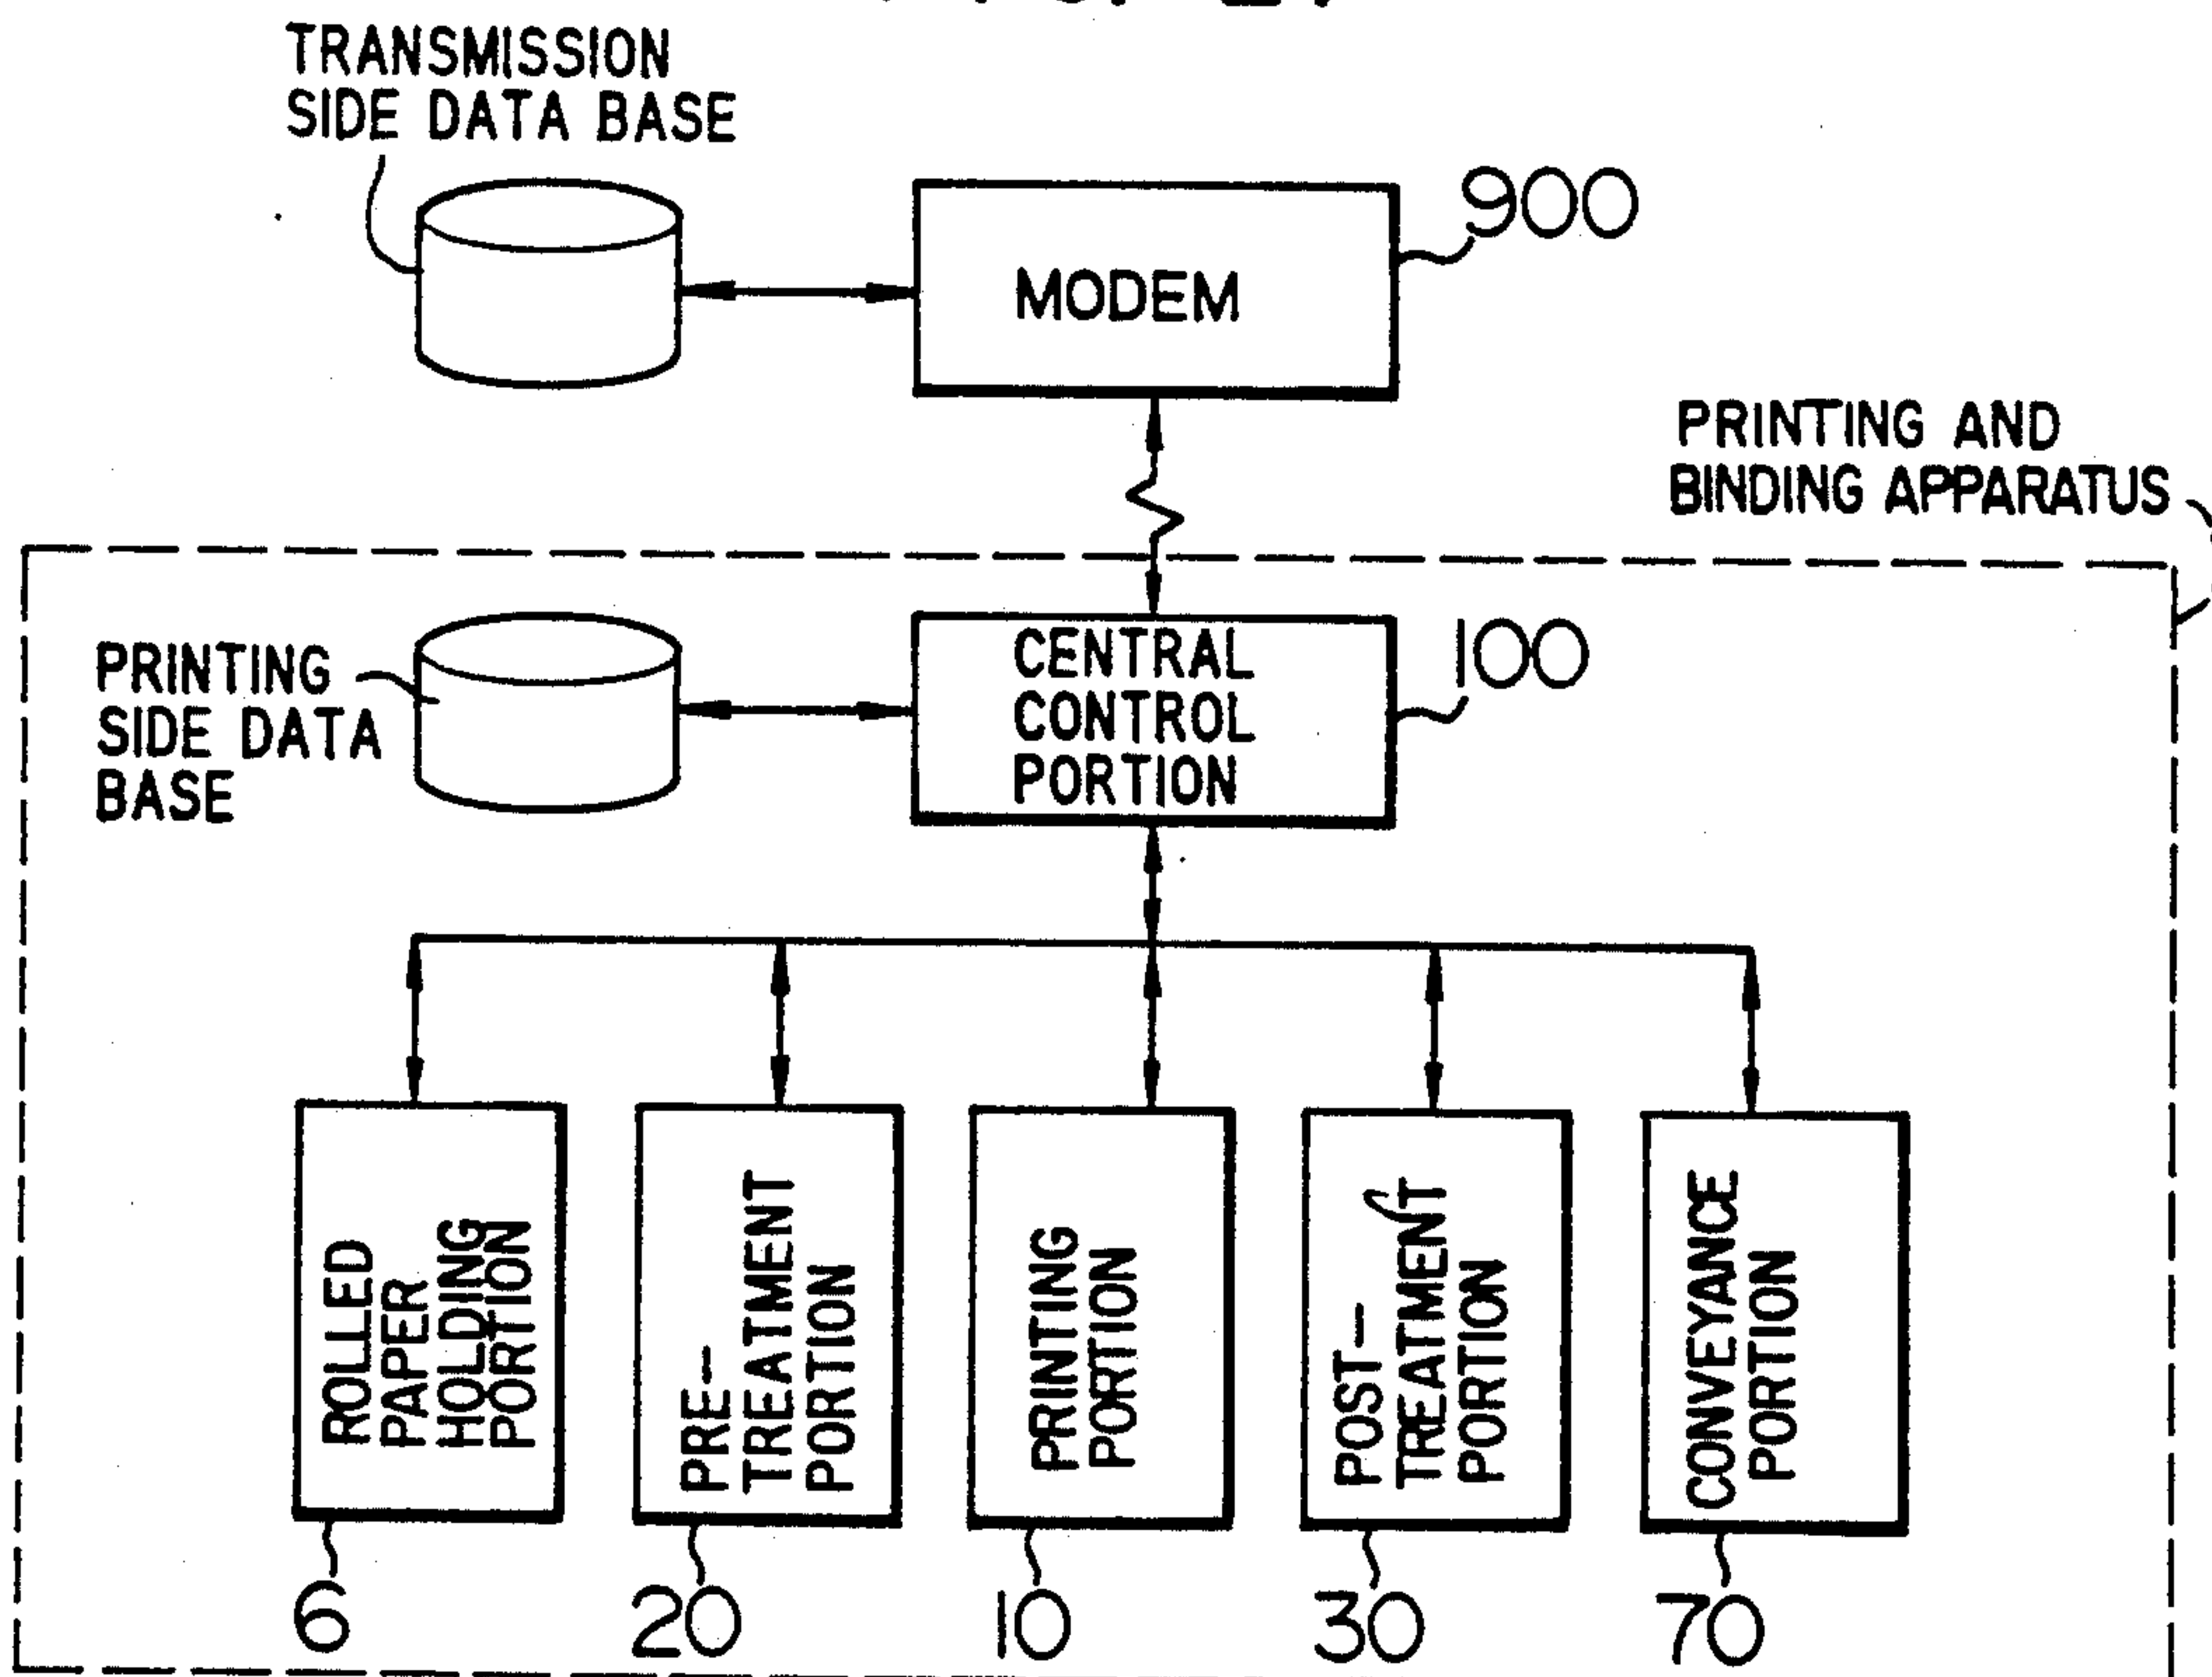 TRANSMISSION
SIDE DATA BASE
900
MODEM
PRINTING AND
BINDING APPARATUS
PRINTING
SIDE DATA
BASE
CENTRAL
CONTROL
PORTION
100
ROLLED
PAPER
HOLDING
PORTION
PRE-
TREATMENT
PORTION
PRINTING
PORTION
POST-
TREATMENT
PORTION
CONVEYANCE
PORTION
6
20
10
30
70